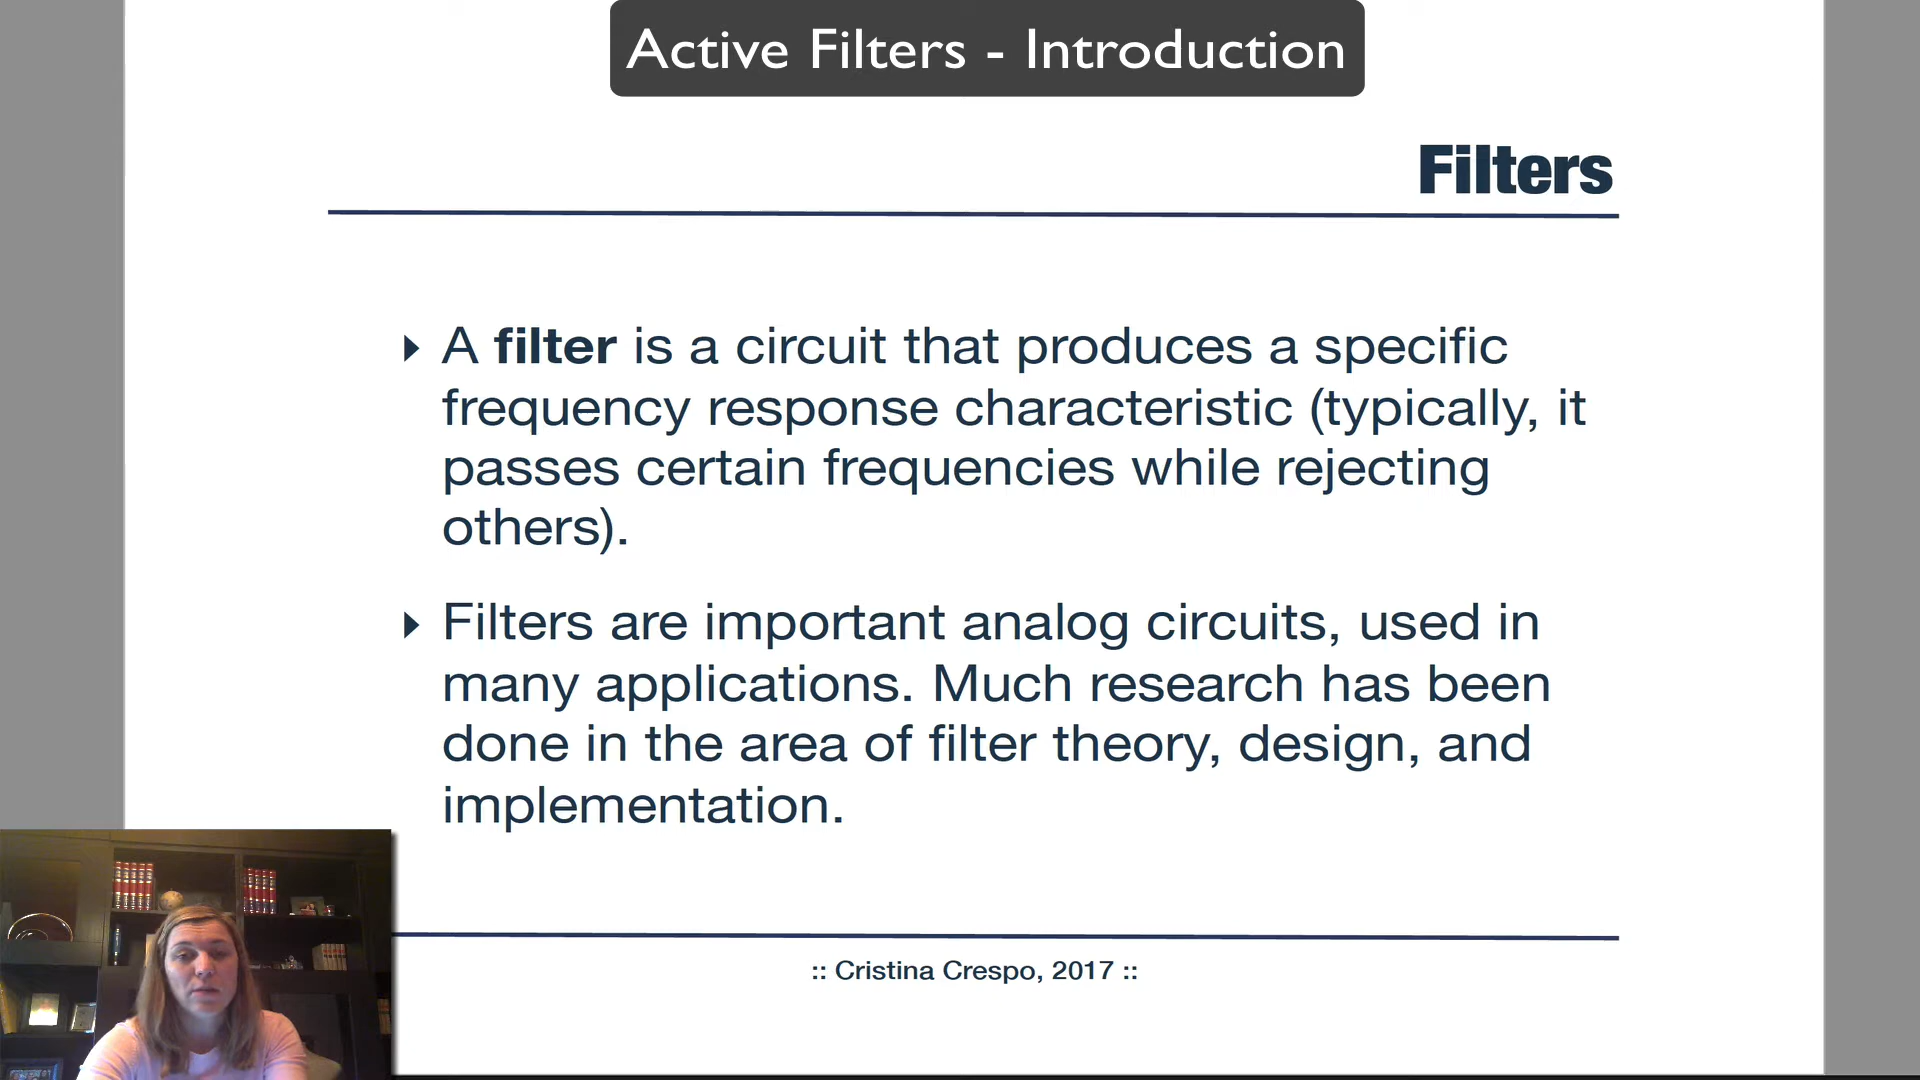 Active Filters - Introduction
Filters
A filter is a circuit that produces a specific
frequency response characteristic (typically, it
passes certain frequencies while rejecting
others).
Filters are important analog circuits, used in
many applications. Much research has been
done in the area of filter theory, design, and
implementation.
:: Cristina Crespo, 2017 ::